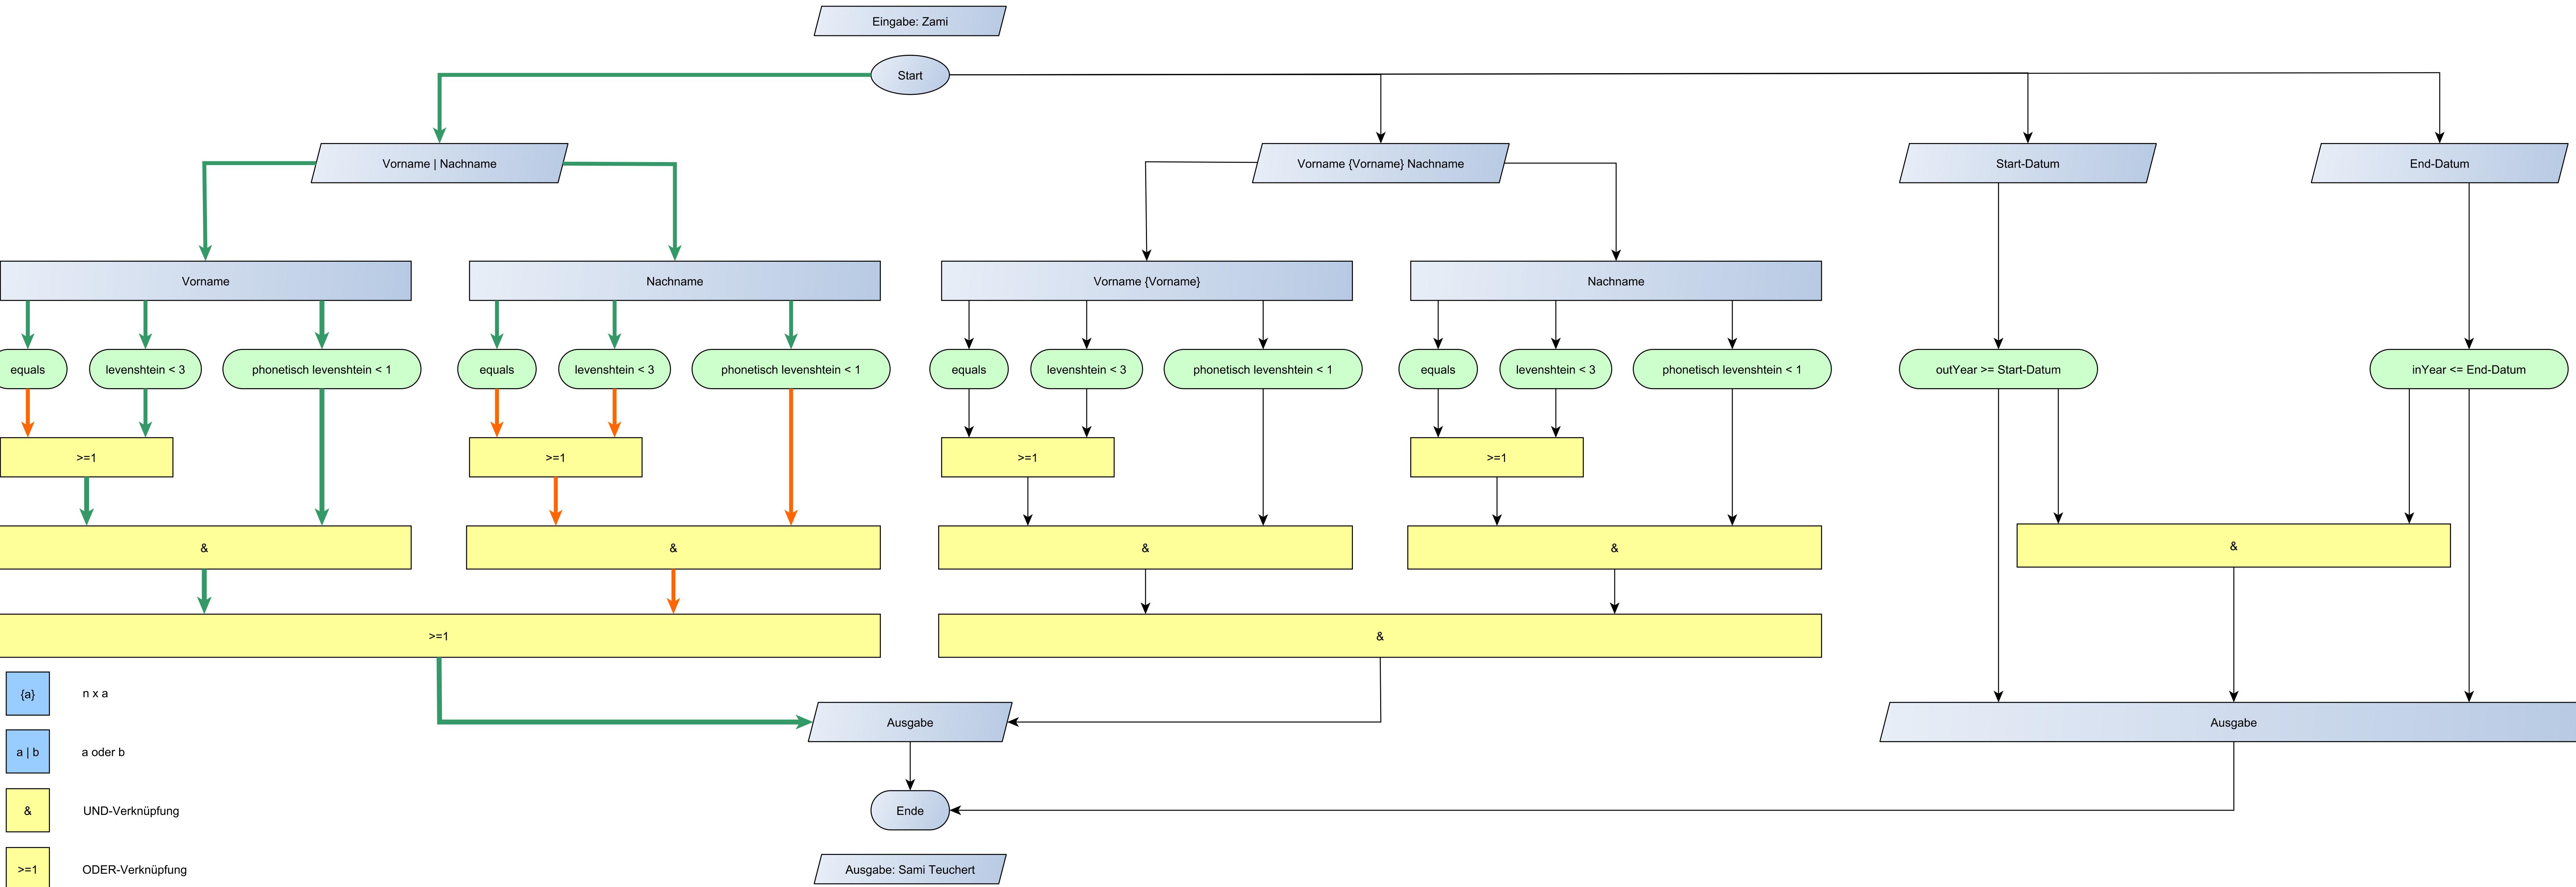 Eingabe: Zami
Start
Vorname | Nachname
Vorname {Vorname} Nachname
Start-Datum
End-Datum
Vorname
Nachname
Vorname {Vorname}
Nachname
equals
levenshtein < 3
phonetisch levenshtein < 1
equals
levenshtein < 3
phonetisch levenshtein < 1
equals
levenshtein < 3
phonetisch levenshtein < 1
equals
levenshtein < 3
phonetisch levenshtein < 1
outYear >= Start-Datum
inYear <= End-Datum
>=1
>=1
>=1
>=1
&
&
&
&
&
>=1
&
{a} n x a
Ausgabe
Ausgabe
a | b a oder b
& UND-Verknüpfung
Ende
>=1 ODER-Verknüpfung
Ausgabe: Sami Teuchert